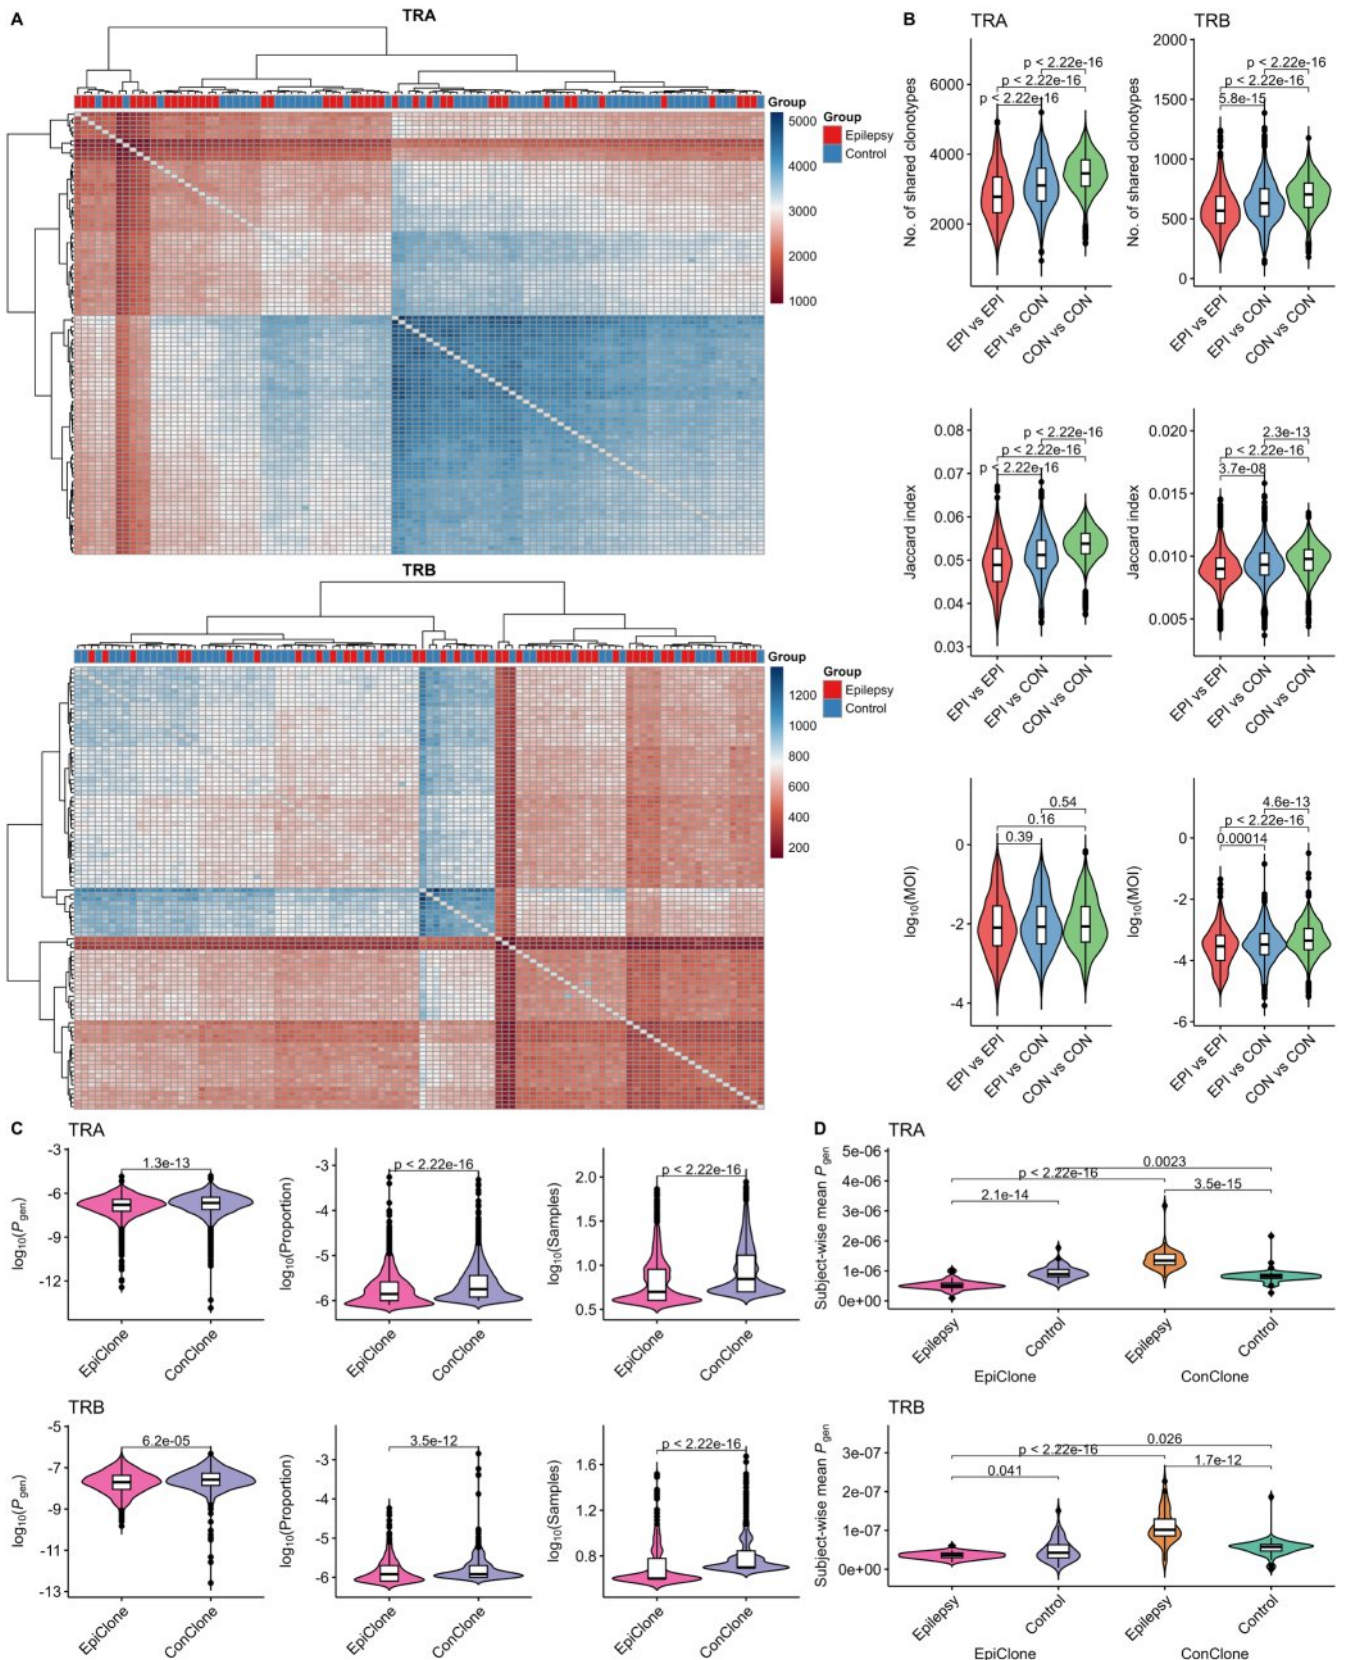 A
TRA
Group
5000
4000
3000
2000
1000
Group
Epilepsy
Control
TRB
Group
1200
1000
800
600
400
200
Group
Epilepsy
Control
B
TRA
No. of shared clonotypes
6000
4000
2000
p < 2.22e-16
p < 2.22e-16
p < 2.22e-16
EPI vs EPI
EPI vs CON
CON vs CON
TRB
No. of shared clonotypes
2000
1500
1000
500
0
p < 2.22e-16
p < 2.22e-16
5.8e-15
EPI vs EPI
EPI vs CON
CON vs CON
Jaccard index
0.08
0.07
0.06
0.05
0.04
0.03
p < 2.22e-16
p < 2.22e-16
p < 2.22e-16
EPI vs EPI
EPI vs CON
CON vs CON
Jaccard index
0.020
0.015
0.010
0.005
2.3e-13
p < 2.22e-16
3.7e-08
EPI vs EPI
EPI vs CON
CON vs CON
log10(MOI)
0
-2
-4
0.54
0.16
0.39
EPI vs EPI
EPI vs CON
CON vs CON
log10(MOI)
0
-2
-4
-6
4.6e-13
p < 2.22e-16
0.00014
EPI vs EPI
EPI vs CON
CON vs CON
C
TRA
log10(Pgen)
-3
-6
-9
-12
1.3e-13
EpiClone
ConClone
log10(Proportion)
-3
-4
-5
-6
p < 2.22e-16
EpiClone
ConClone
log10(Samples)
2.0
1.5
1.0
0.5
p < 2.22e-16
EpiClone
ConClone
TRB
log10(Pgen)
-5
-7
-9
-11
-13
6.2e-05
EpiClone
ConClone
log10(Proportion)
-3
-4
-5
-6
3.5e-12
EpiClone
ConClone
log10(Samples)
1.6
1.2
0.8
p < 2.22e-16
EpiClone
ConClone
D
TRA
Subject-wise mean Pgen
5e-06
4e-06
3e-06
2e-06
1e-06
0e+00
0.0023
p < 2.22e-16
3.5e-15
2.1e-14
Epilepsy
Control
Epilepsy
Control
EpiClone
ConClone
TRB
Subject-wise mean Pgen
3e-07
2e-07
1e-07
0e+00
0.026
p < 2.22e-16
1.7e-12
0.041
Epilepsy
Control
Epilepsy
Control
EpiClone
ConClone